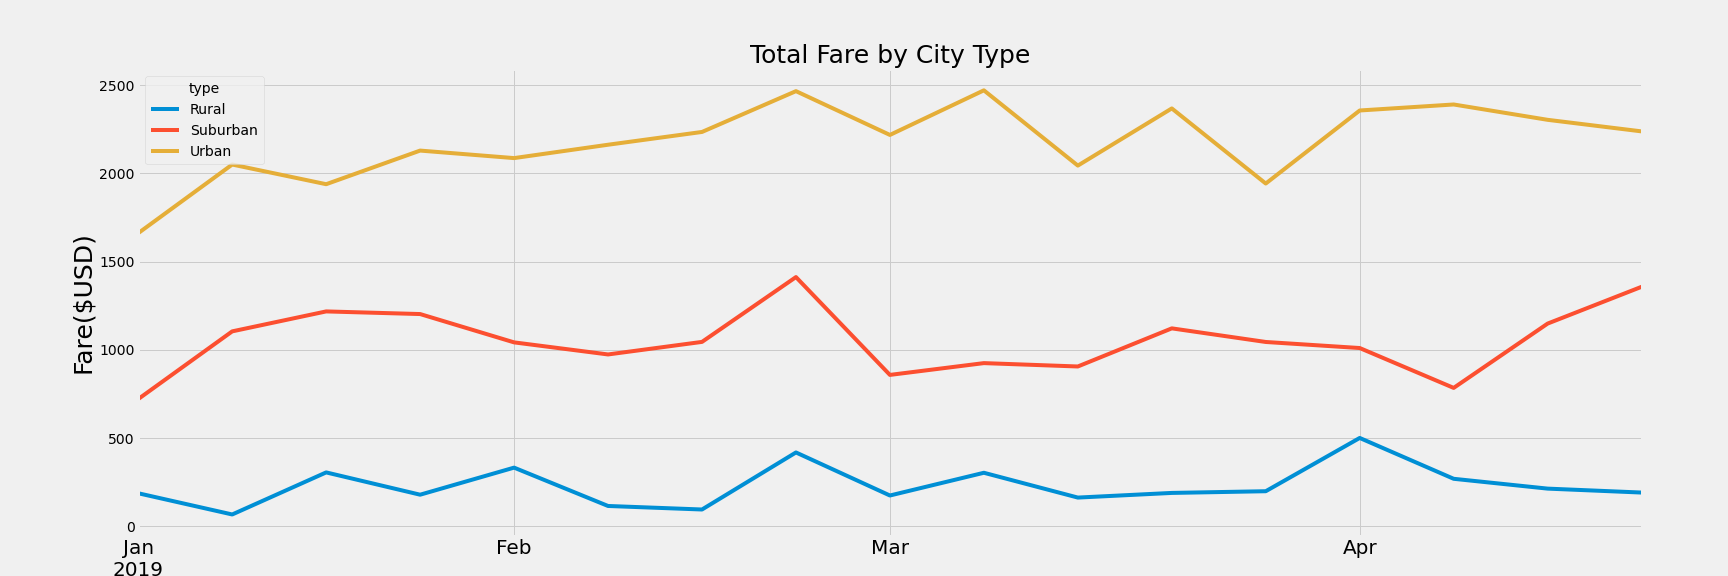 Total Fare by City Type
type
Rural
Suburban
Urban
Fare($USD)
2500
2000
1500
1000
500
0
Jan Feb Mar Apr
2019